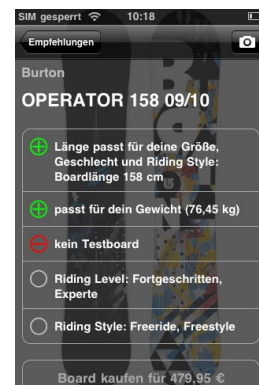 SIM gesperrt 10:18
Empfehlungen
Burton
OPERATOR 158 09/10
Länge passt für deine Größe,
Geschlecht und Riding Style:
Boardlänge 158 cm
passt für dein Gewicht (76,45 kg)
kein Testboard
Riding Level: Fortgeschritten,
Experte
Riding Style: Freeride, Freestyle
Board kaufen für 479,95 €